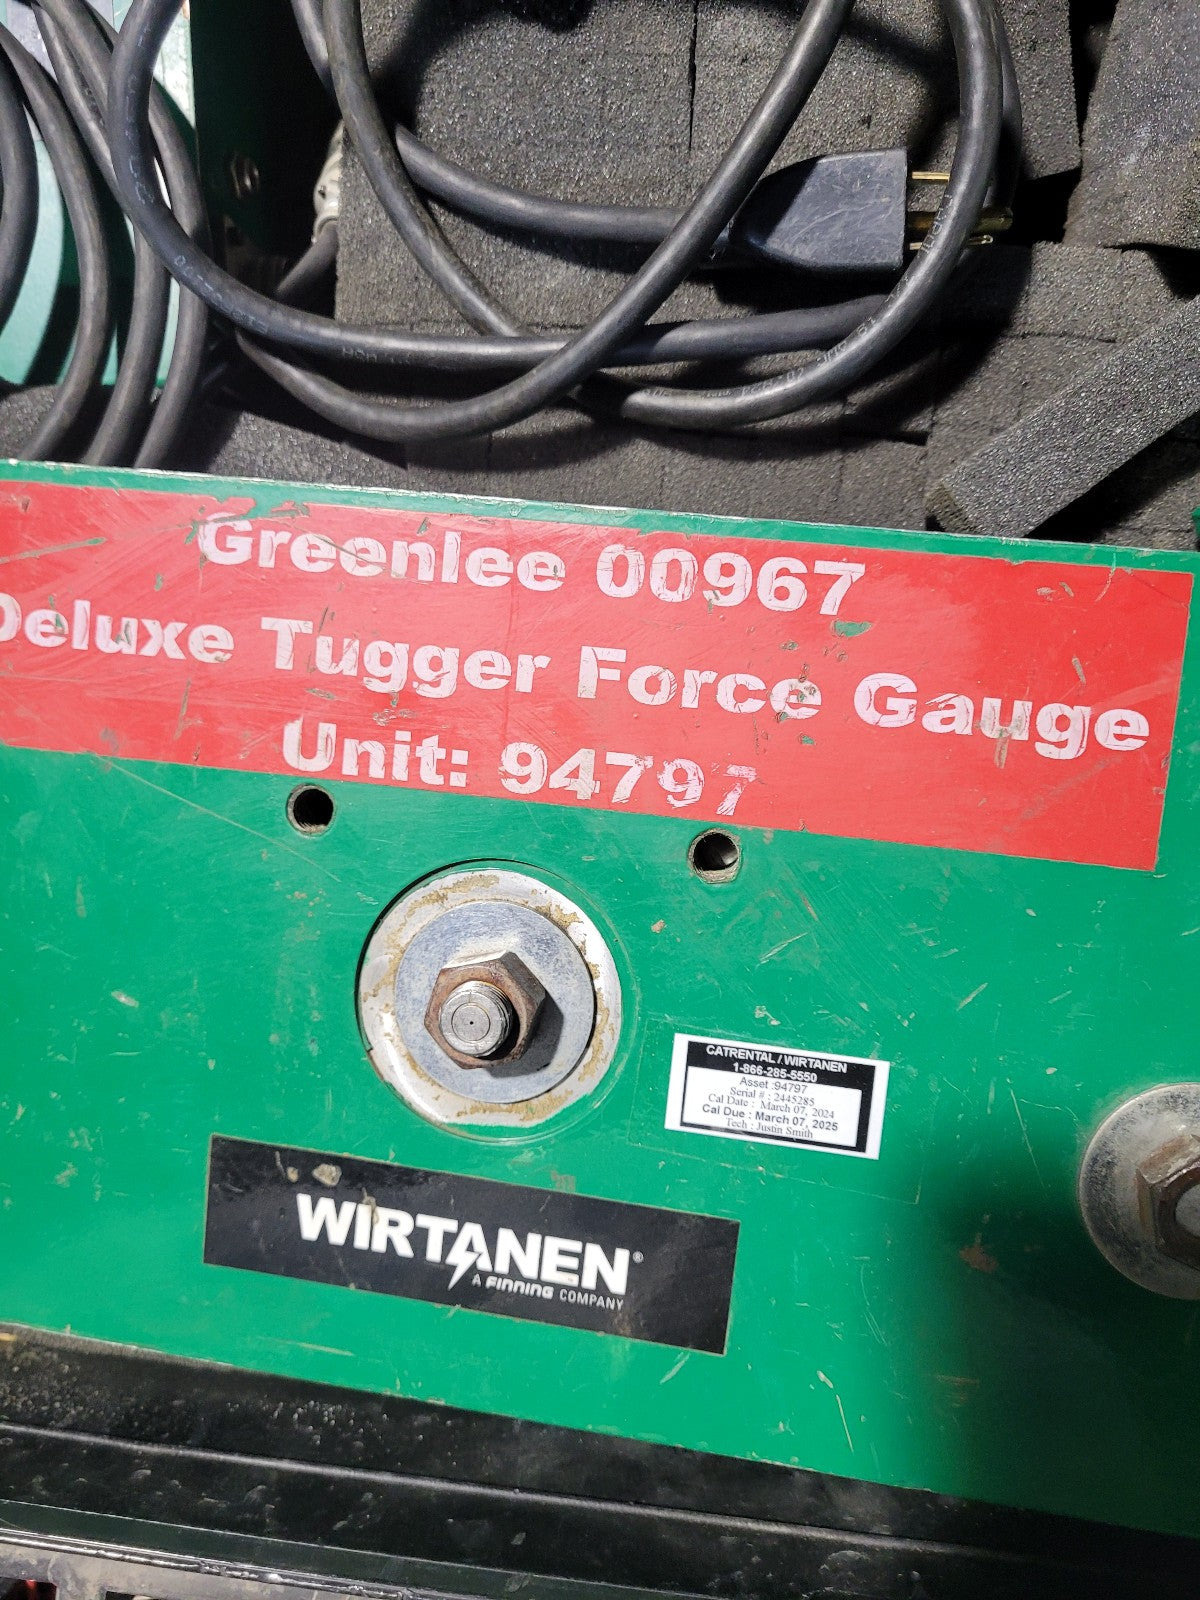 Greenlee 00967
Deluxe Tugger Force Gauge
Unit: 94797
CATRENTAL / WIRTANEN
1-866-285-5550
Asset :94797
Serial # : 2445285
Cal Date : March 07, 2024
Cal Due : March 07, 2025
Tech : Justin Smith
WIRTANEN®
A FINNING COMPANY